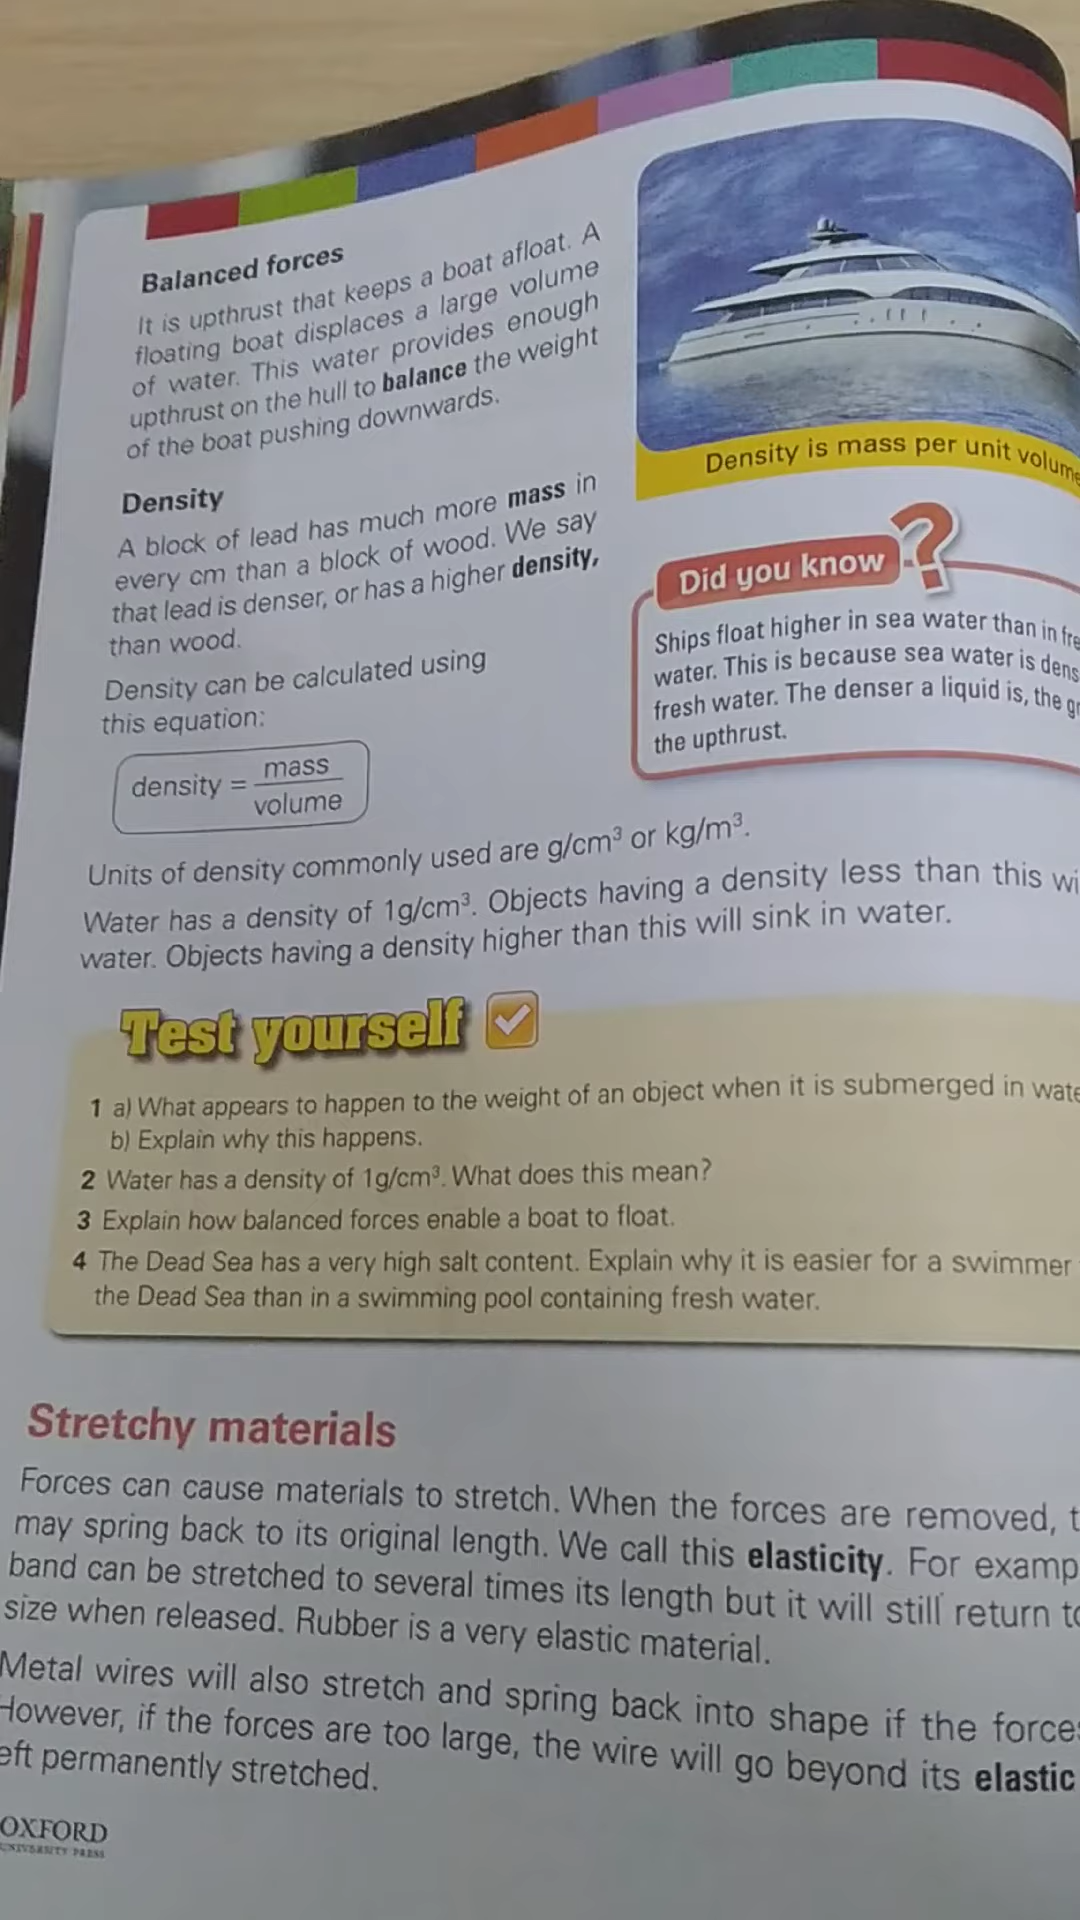 Balanced forces
It is upthrust that keeps a boat afloat. A
floating boat displaces a large volume
of water. This water provides enough
upthrust on the hull to balance the weight
of the boat pushing downwards.
Density
A block of lead has much more mass in
every cm than a block of wood. We say
that lead is denser, or has a higher density,
than wood.
Density can be calculated using
this equation:
density = mass
volume
Density is mass per unit volume
Did you know ?
Ships float higher in sea water than in
water. This is because sea water is
fresh water. The denser a liquid is, the
the upthrust.
Units of density commonly used are g/cm³ or kg/m³.
Water has a density of 1g/cm³. Objects having a density less than this
water. Objects having a density higher than this will sink in water.
Test yourself
1 a) What appears to happen to the weight of an object when it is submerged in
b) Explain why this happens.
2 Water has a density of 1g/cm³. What does this mean?
3 Explain how balanced forces enable a boat to float.
4 The Dead Sea has a very high salt content. Explain why it is easier for a swimmer
the Dead Sea than in a swimming pool containing fresh water.
Stretchy materials
Forces can cause materials to stretch. When the forces are removed,
may spring back to its original length. We call this elasticity. For
band can be stretched to several times its length but it will still return
size when released. Rubber is a very elastic material.
Metal wires will also stretch and spring back into shape if the
However, if the forces are too large, the wire will go beyond its elastic
permanently stretched.
OXFORD
UNIVERSITY PRESS